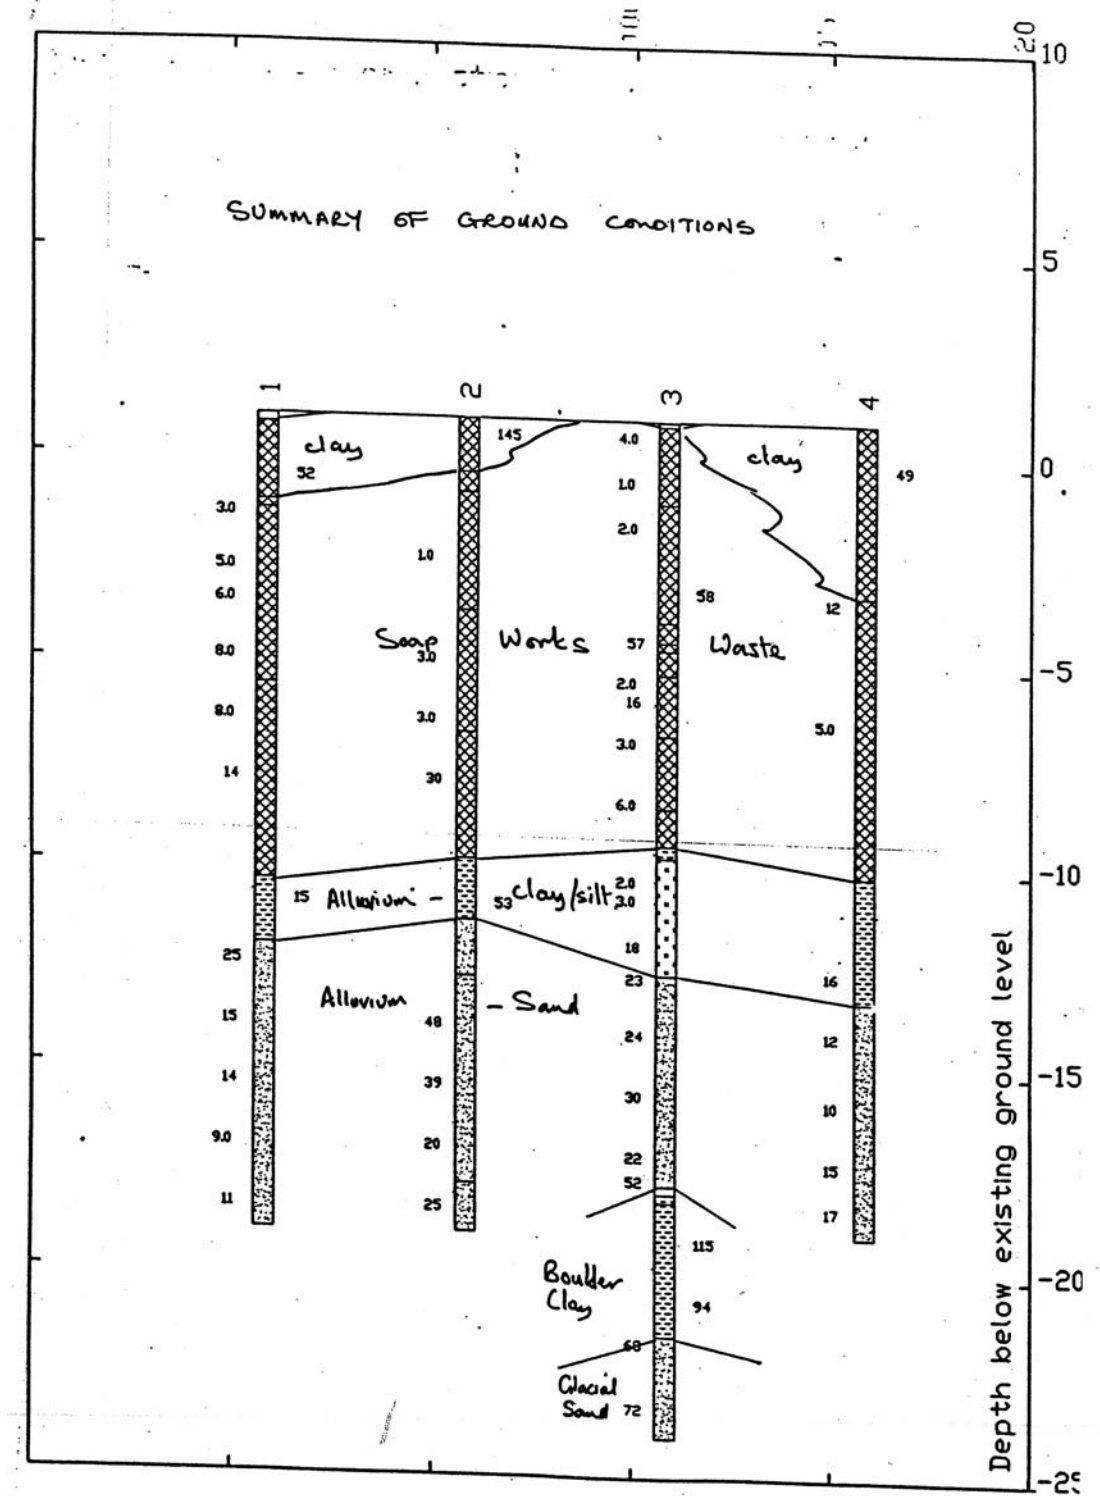 20
10
SUMMARY OF GROUND CONDITIONS
5
1 2 3 4
clay 145 4.0 clay
52 49 0
3.0 1.0
2.0
5.0 1.0
6.0 58 12
8.0 Soap Works 57 Waste
3.0 -5
2.0
16
8.0 3.0 5.0
3.0
14 30
6.0
15 Alluvium - 53 Clay/silt 2.0 -10
3.0
25 18
23 16
Alluvium - Sand
15 48 24 12
14 39 30 -15
10
9.0 20 22 15
52
11 25 17
115
Boulder
Clay 94 -20
68
Glacial
Sand 72
-25
Depth below existing ground level